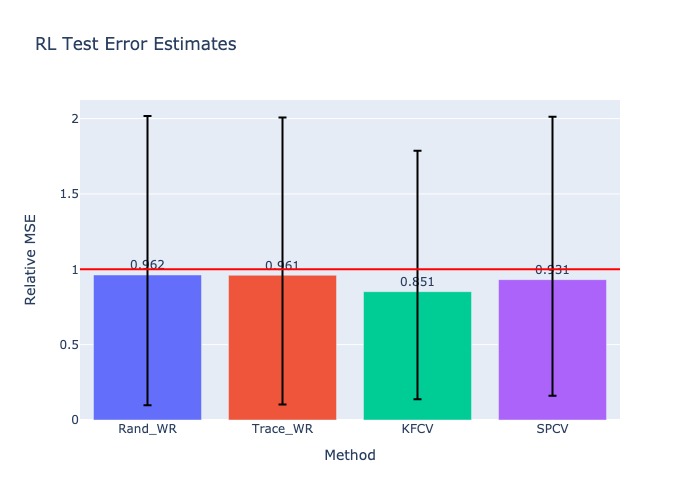 RL Test Error Estimates
Relative MSE
2
1.5
1
0.5
0
0.962
0.961
0.851
0.931
Rand_WR
Trace_WR
KFCV
SPCV
Method